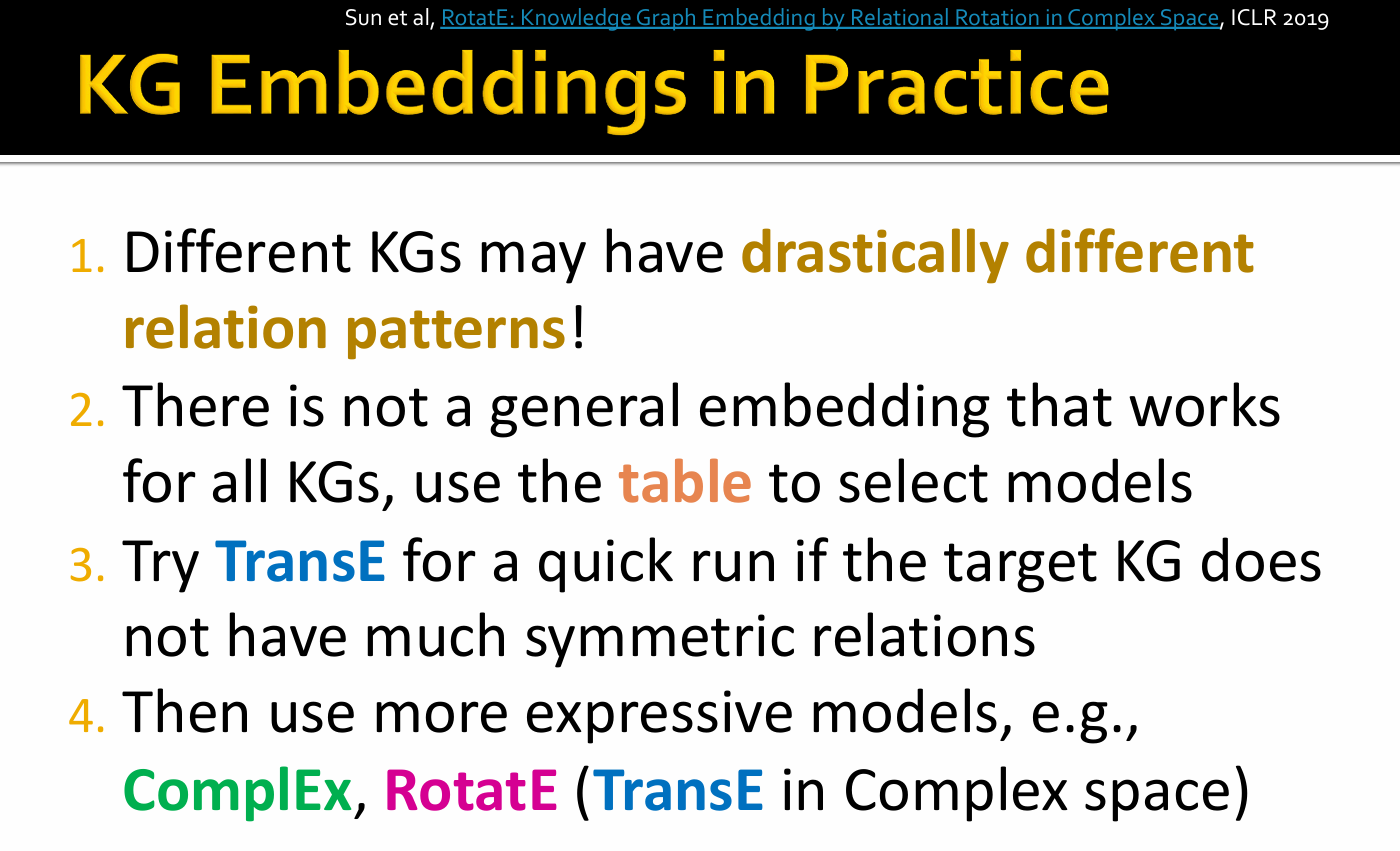 Sun et al, RotatE: Knowledge Graph Embedding by Relational Rotation in Complex Space, ICLR 2019
KG Embeddings in Practice
1. Different KGs may have drastically different
relation patterns!
2. There is not a general embedding that works
for all KGs, use the table to select models
3. Try TransE for a quick run if the target KG does
not have much symmetric relations
4. Then use more expressive models, e.g.,
ComplEx, RotatE (TransE in Complex space)